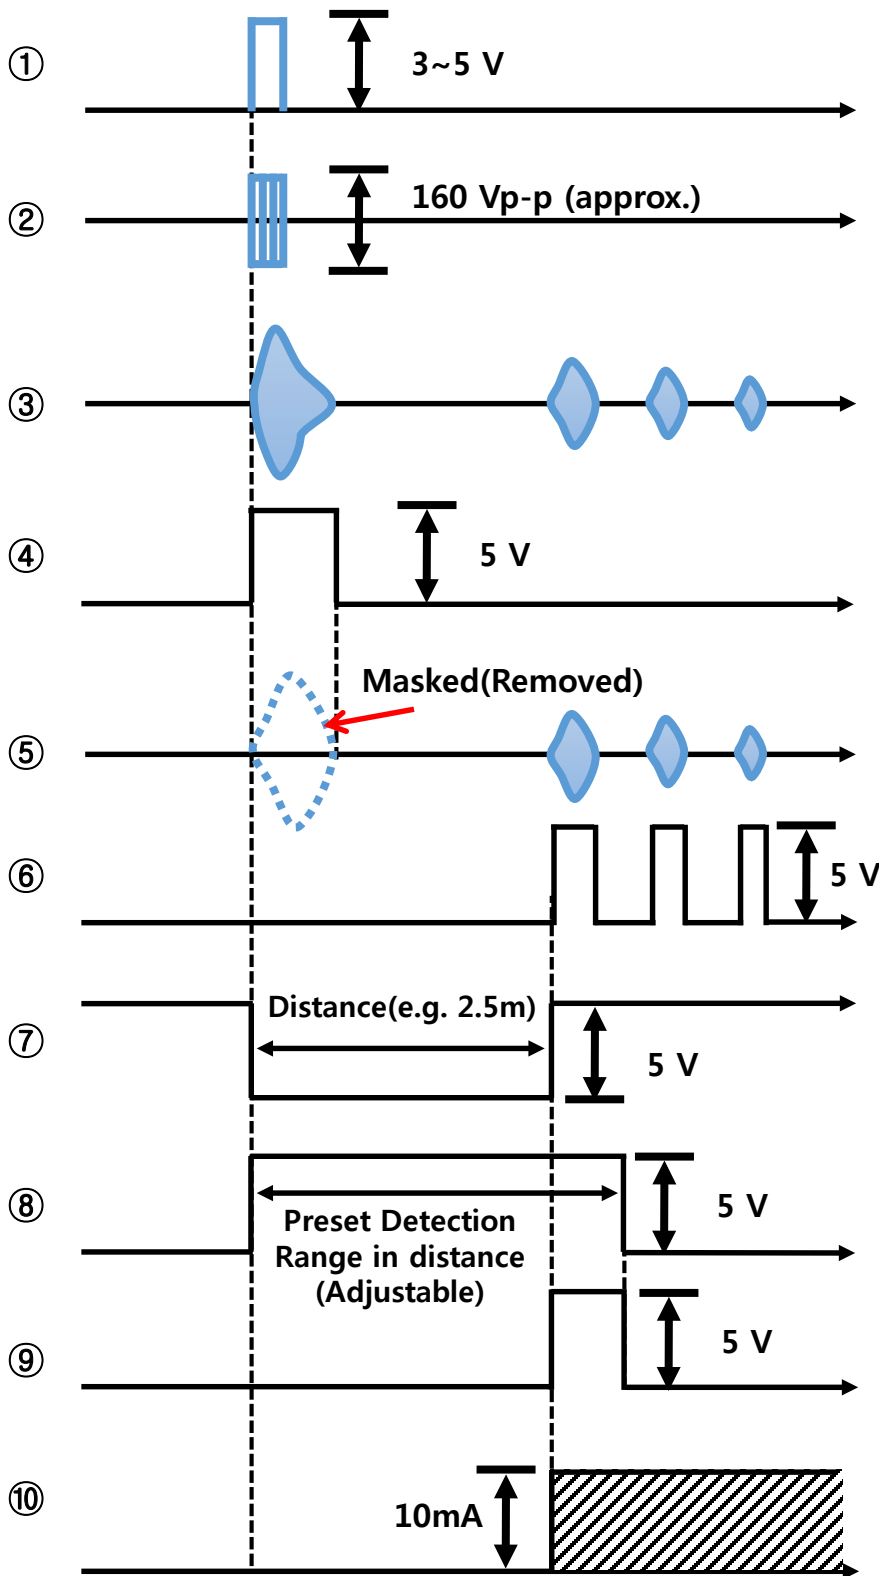 ① 3~5 V
② 160 Vp-p (approx.)
③
④ 5 V
Masked(Removed)
⑤
⑥ 5 V
Distance(e.g. 2.5m)
⑦ 5 V
⑧ 5 V
Preset Detection
Range in distance
(Adjustable)
⑨ 5 V
⑩ 10mA